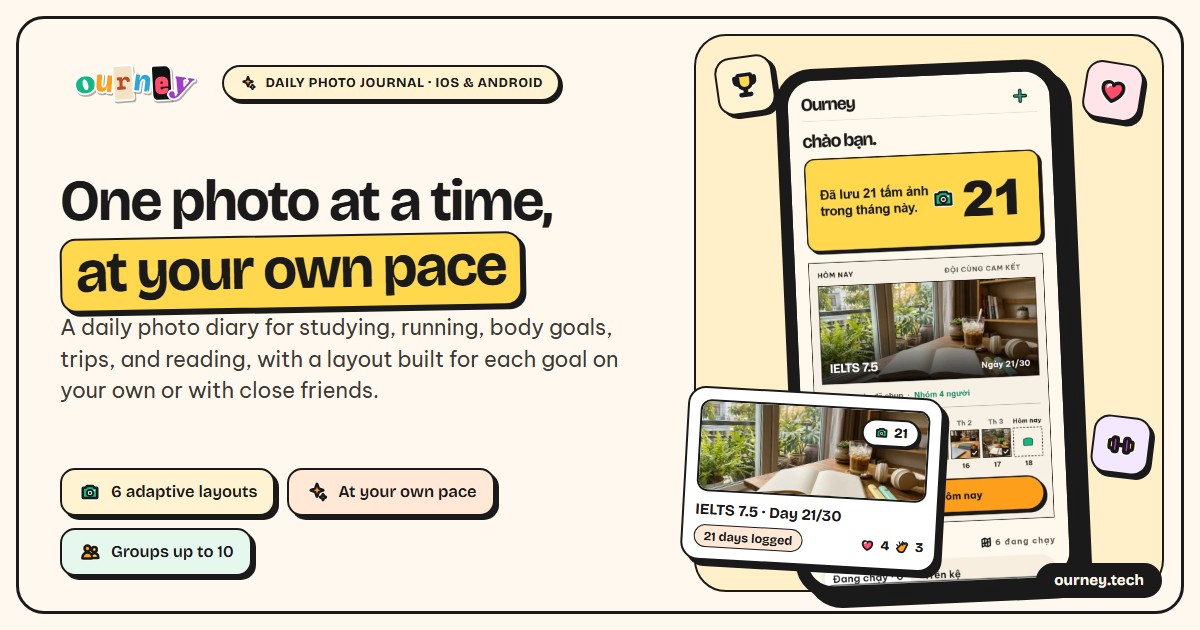 ourney
DAILY PHOTO JOURNAL · IOS & ANDROID
One photo at a time,
at your own pace
A daily photo diary for studying, running, body goals,
trips, and reading, with a layout built for each goal on
your own or with close friends.
6 adaptive layouts
At your own pace
Groups up to 10
Ourney
chào bạn.
Đã lưu 21 tấm ảnh
trong tháng này.
21
HÔM NAY
ĐỘI CÙNG CAM KẾT
IELTS 7.5
Ngày 21/30
Nhóm 4 người
Th 2
Th 3
Hôm nay
16
17
18
ôm nay
6 đang chạy
Đang chạy
21
IELTS 7.5 · Day 21/30
21 days logged
4
3
ourney.tech